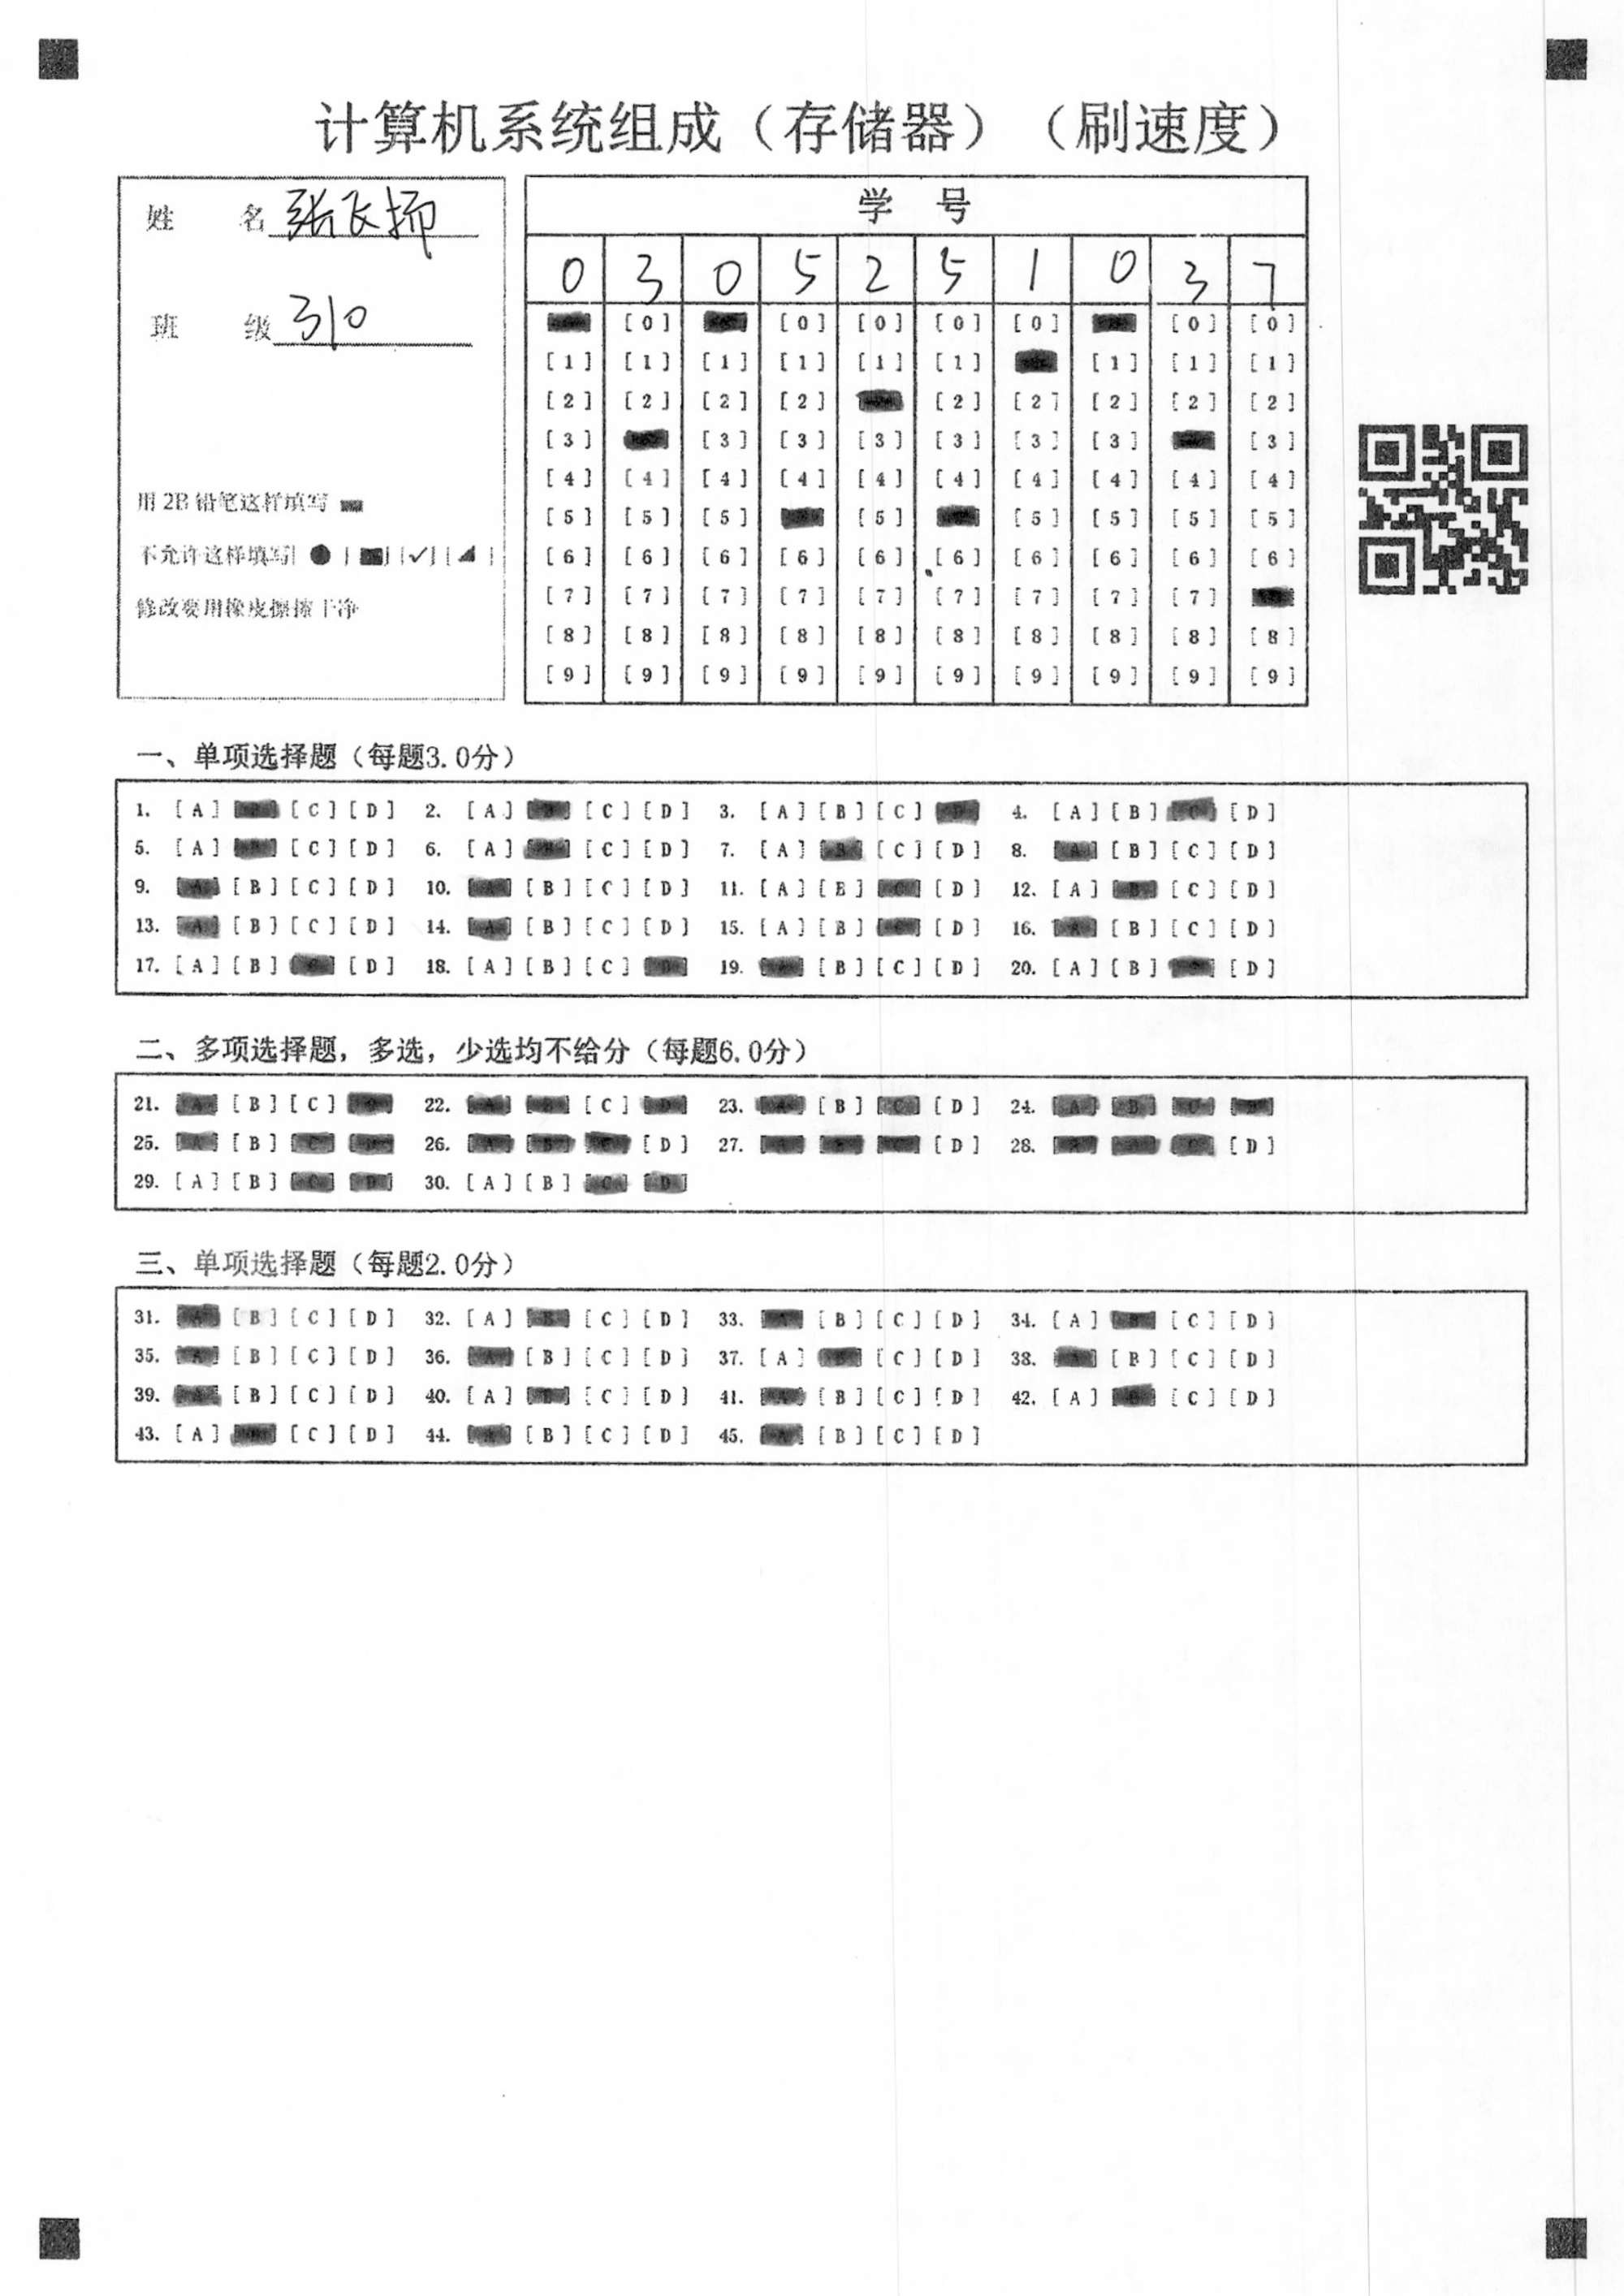 计算机系统组成（存储器）（刷速度）
姓 名 张飞扬
班 级 310
用 2B 铅笔这样填写
不允许这样填写[●] [■] [✓] [◢]
修改要用橡皮擦擦干净
学 号
0 3 0 5 2 5 1 0 3 7
[0] [0] [0] [0] [0] [0] [0]
[1] [1] [1] [1] [1] [1] [1] [1] [1]
[2] [2] [2] [2] [2] [2] [2] [2] [2]
[3] [3] [3] [3] [3] [3] [3] [3]
[4] [4] [4] [4] [4] [4] [4] [4] [4] [4]
[5] [5] [5] [5] [5] [5] [5] [5]
[6] [6] [6] [6] [6] [6] [6] [6] [6] [6]
[7] [7] [7] [7] [7] [7] [7] [7] [7]
[8] [8] [8] [8] [8] [8] [8] [8] [8] [8]
[9] [9] [9] [9] [9] [9] [9] [9] [9] [9]
一、单项选择题（每题3.0分）
1. [A] [C] [D] 2. [A] [C] [D] 3. [A] [B] [C] 4. [A] [B] [D]
5. [A] [C] [D] 6. [A] [C] [D] 7. [A] [C] [D] 8. [B] [C] [D]
9. [B] [C] [D] 10. [B] [C] [D] 11. [A] [B] [D] 12. [A] [C] [D]
13. [B] [C] [D] 14. [B] [C] [D] 15. [A] [B] [D] 16. [B] [C] [D]
17. [A] [B] [D] 18. [A] [B] [C] 19. [B] [C] [D] 20. [A] [B] [D]
二、多项选择题，多选，少选均不给分（每题6.0分）
21. [B] [C] 22. [C] 23. [B] [D] 24.
25. [B] 26. [D] 27. [D] 28. [D]
29. [A] [B] 30. [A] [B]
三、单项选择题（每题2.0分）
31. [B] [C] [D] 32. [A] [C] [D] 33. [B] [C] [D] 34. [A] [C] [D]
35. [B] [C] [D] 36. [B] [C] [D] 37. [A] [C] [D] 38. [B] [C] [D]
39. [B] [C] [D] 40. [A] [C] [D] 41. [B] [C] [D] 42. [A] [C] [D]
43. [A] [C] [D] 44. [B] [C] [D] 45. [B] [C] [D]